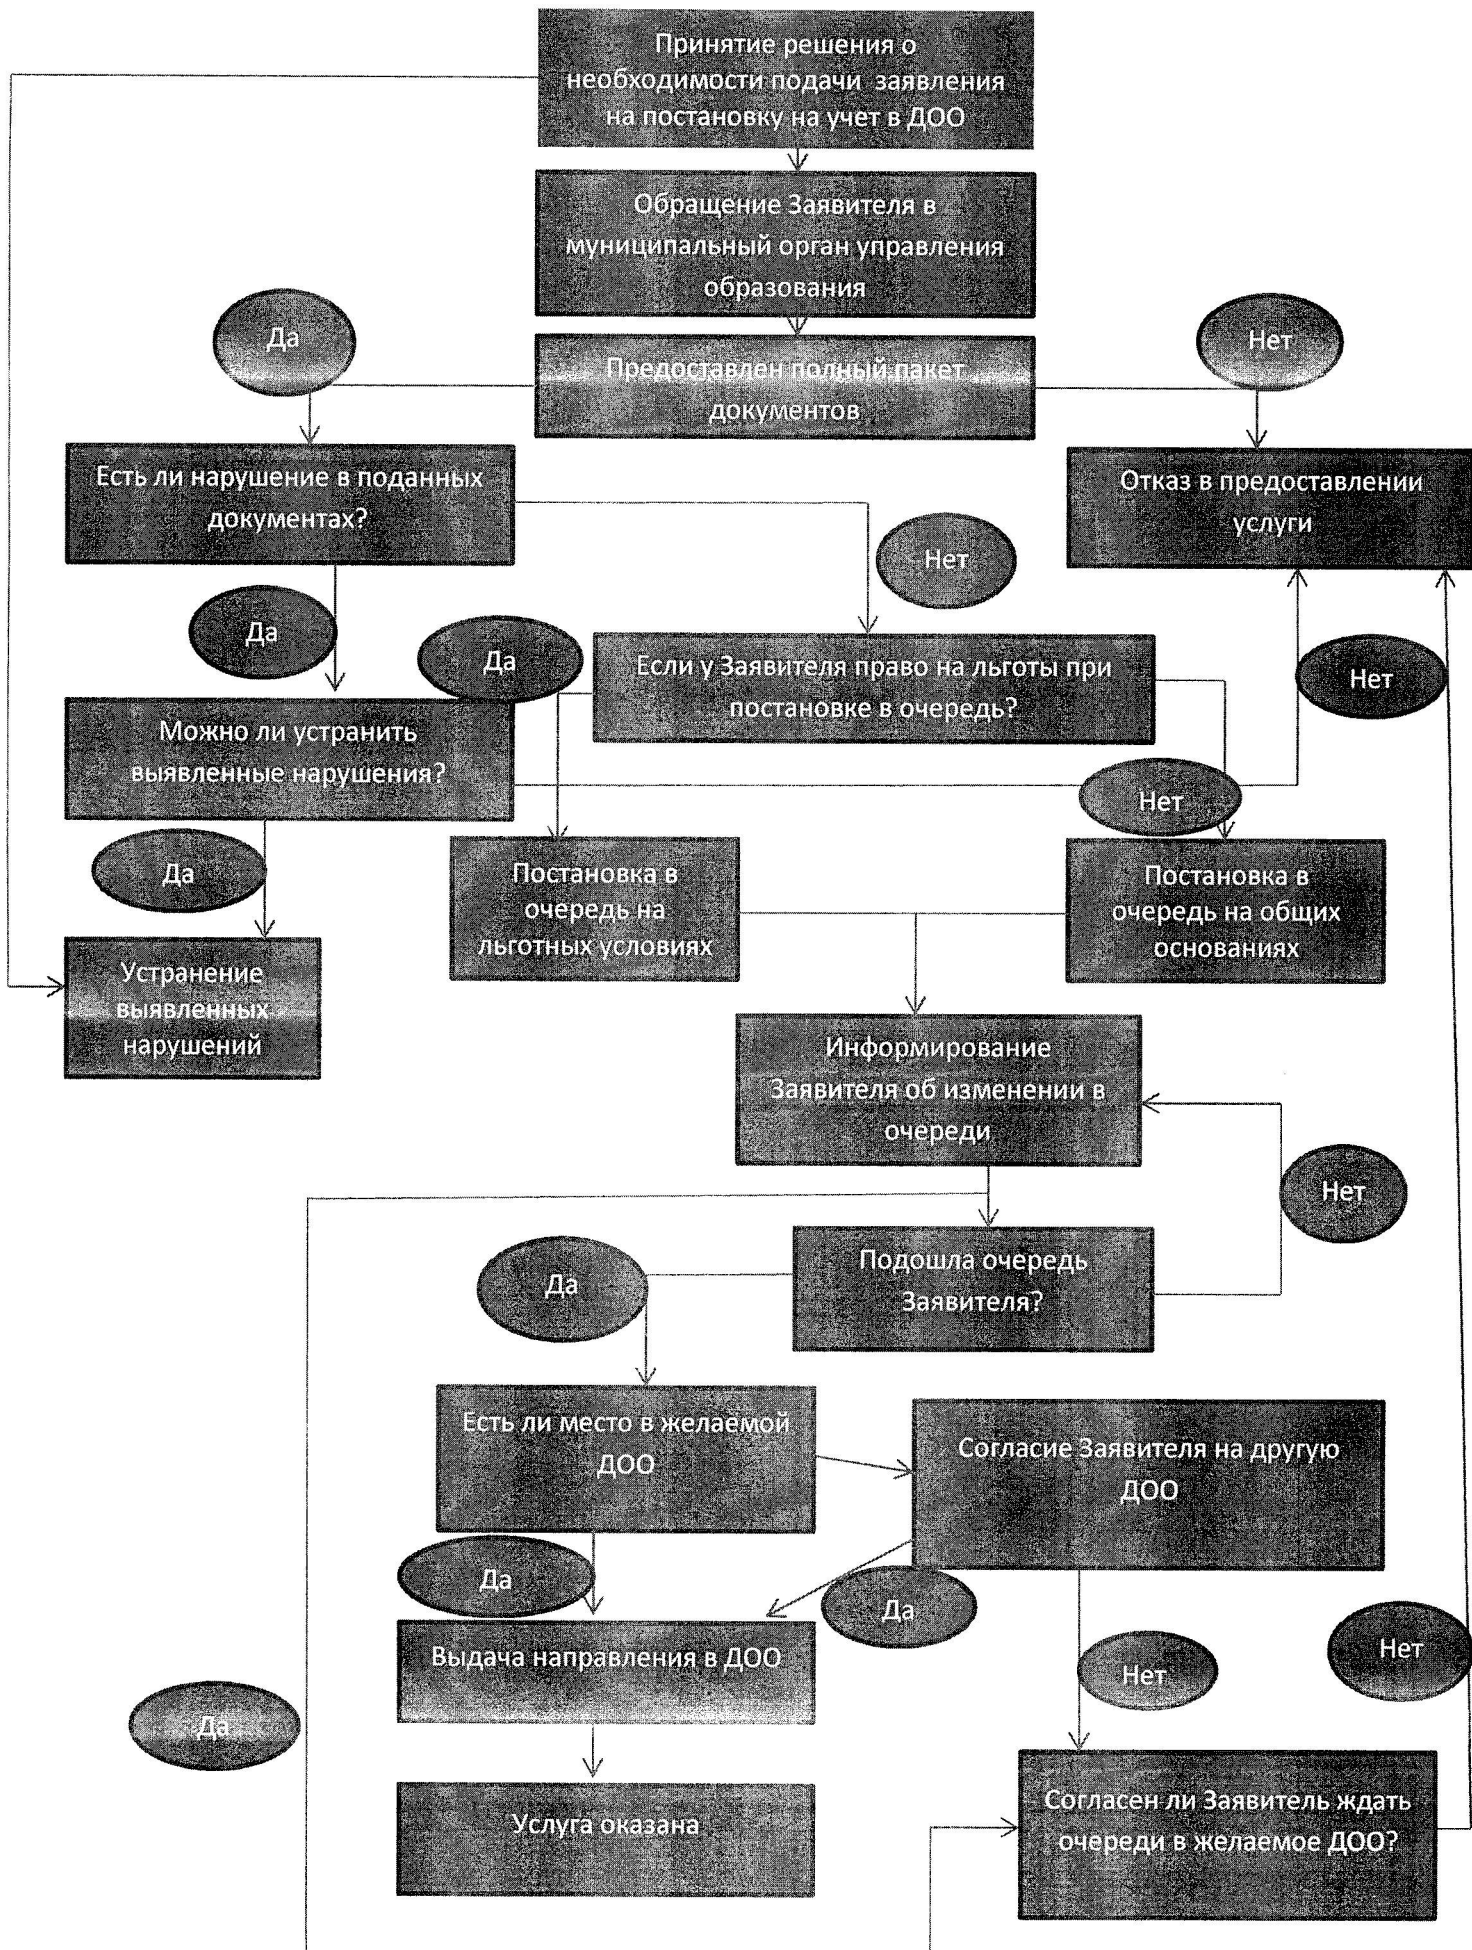 Принятие решения о
необходимости подачи заявления
на постановку на учет в ДОО
Обращение Заявителя в
муниципальный орган управления
образования
Да
Предоставлен полный пакет
документов
Нет
Есть ли нарушение в поданных
документах?
Отказ в предоставлении
услуги
Нет
Да
Да
Если у Заявителя право на льготы при
постановке в очередь?
Нет
Можно ли устранить
выявленные нарушения?
Нет
Да
Постановка в
очередь на
льготных условиях
Постановка в
очередь на общих
основаниях
Устранение
выявленных
нарушений
Информирование
Заявителя об изменении в
очереди
Нет
Подошла очередь
Заявителя?
Да
Есть ли место в желаемой
ДОО
Согласие Заявителя на другую
ДОО
Да
Да
Выдача направления в ДОО
Нет
Нет
Да
Услуга оказана
Согласен ли Заявитель ждать
очереди в желаемое ДОО?